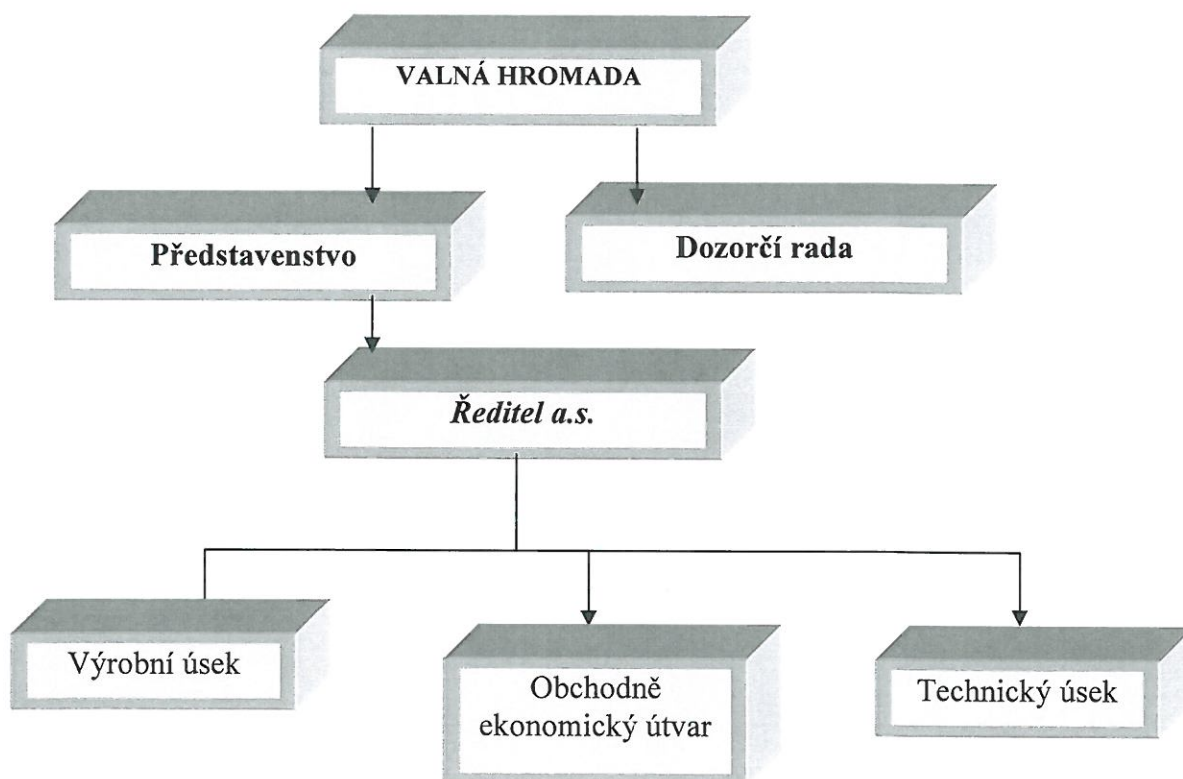 VALNÁ HROMADA
Představenstvo
Dozorčí rada
Ředitel a.s.
Výrobní úsek
Obchodně
ekonomický útvar
Technický úsek